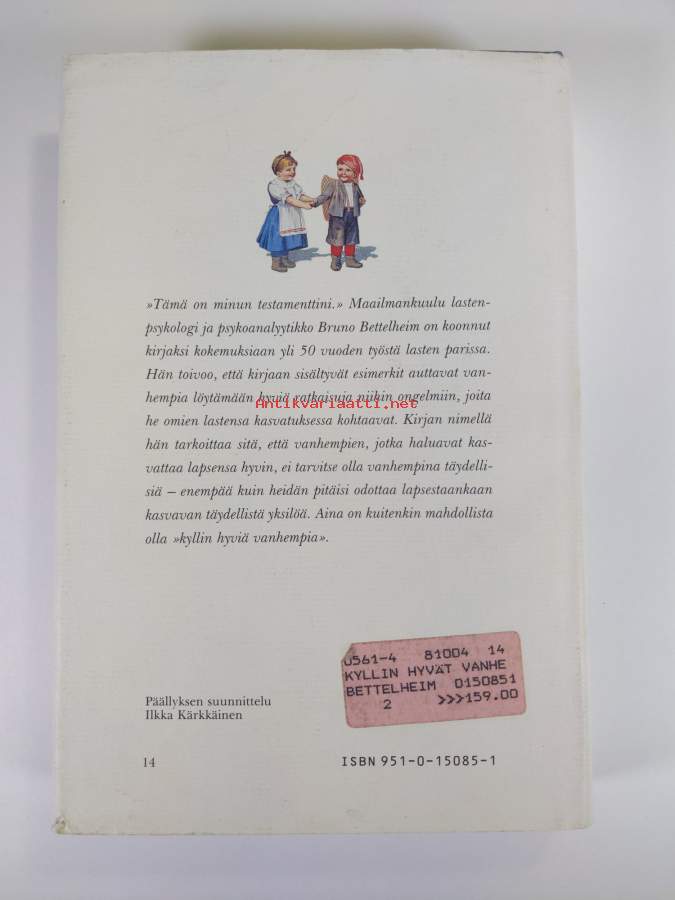 »Tämä on minun testamenttini.» Maailmankuulu lasten-
psykologi ja psykoanalyytikko Bruno Bettelheim on koonnut
kirjaksi kokemuksiaan yli 50 vuoden työstä lasten parissa.
Hän toivoo, että kirjaan sisältyvät esimerkit auttavat van-
hempia löytämään hyviä ratkaisuja niihin ongelmiin, joita
Antikvariaatti.net
he omien lastensa kasvatuksessa kohtaavat. Kirjan nimellä
hän tarkoittaa sitä, että vanhempien, jotka haluavat kas-
vattaa lapsensa hyvin, ei tarvitse olla vanhempina täydelli-
siä – enempää kuin heidän pitäisi odottaa lapsestaankaan
kasvavan täydellistä yksilöä. Aina on kuitenkin mahdollista
olla »kyllin hyviä vanhempia».
0561-4 81004 14
KYLLIN HYVÄT VANHE
BETTELHEIM 0150851
2 >>>159.00
Päällyksen suunnittelu
Ilkka Kärkkäinen
14
ISBN 951-0-15085-1